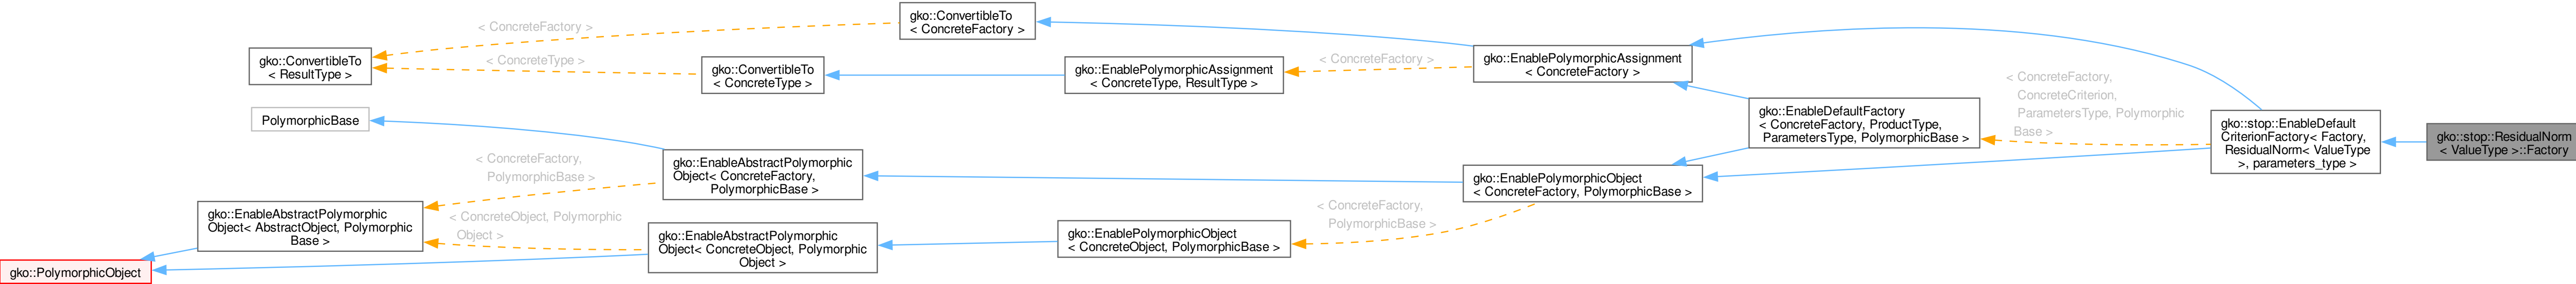 gko::ConvertibleTo
< ResultType >
PolymorphicBase
gko::EnableAbstractPolymorphic
Object< AbstractObject, Polymorphic
Base >
gko::PolymorphicObject
< ConcreteFactory >
< ConcreteType >
< ConcreteFactory,
PolymorphicBase >
< ConcreteObject, Polymorphic
Object >
gko::ConvertibleTo
< ConcreteFactory >
gko::ConvertibleTo
< ConcreteType >
gko::EnableAbstractPolymorphic
Object< ConcreteFactory,
PolymorphicBase >
gko::EnableAbstractPolymorphic
Object< ConcreteObject, Polymorphic
Object >
gko::EnablePolymorphicAssignment
< ConcreteType, ResultType >
gko::EnablePolymorphicObject
< ConcreteObject, PolymorphicBase >
< ConcreteFactory >
< ConcreteFactory,
PolymorphicBase >
gko::EnablePolymorphicAssignment
< ConcreteFactory >
gko::EnablePolymorphicObject
< ConcreteFactory, PolymorphicBase >
gko::EnableDefaultFactory
< ConcreteFactory, ProductType,
ParametersType, PolymorphicBase >
< ConcreteFactory,
ConcreteCriterion,
ParametersType, Polymorphic
Base >
gko::stop::EnableDefault
CriterionFactory< Factory,
ResidualNorm< ValueType
>, parameters_type >
gko::stop::ResidualNorm
< ValueType >::Factory